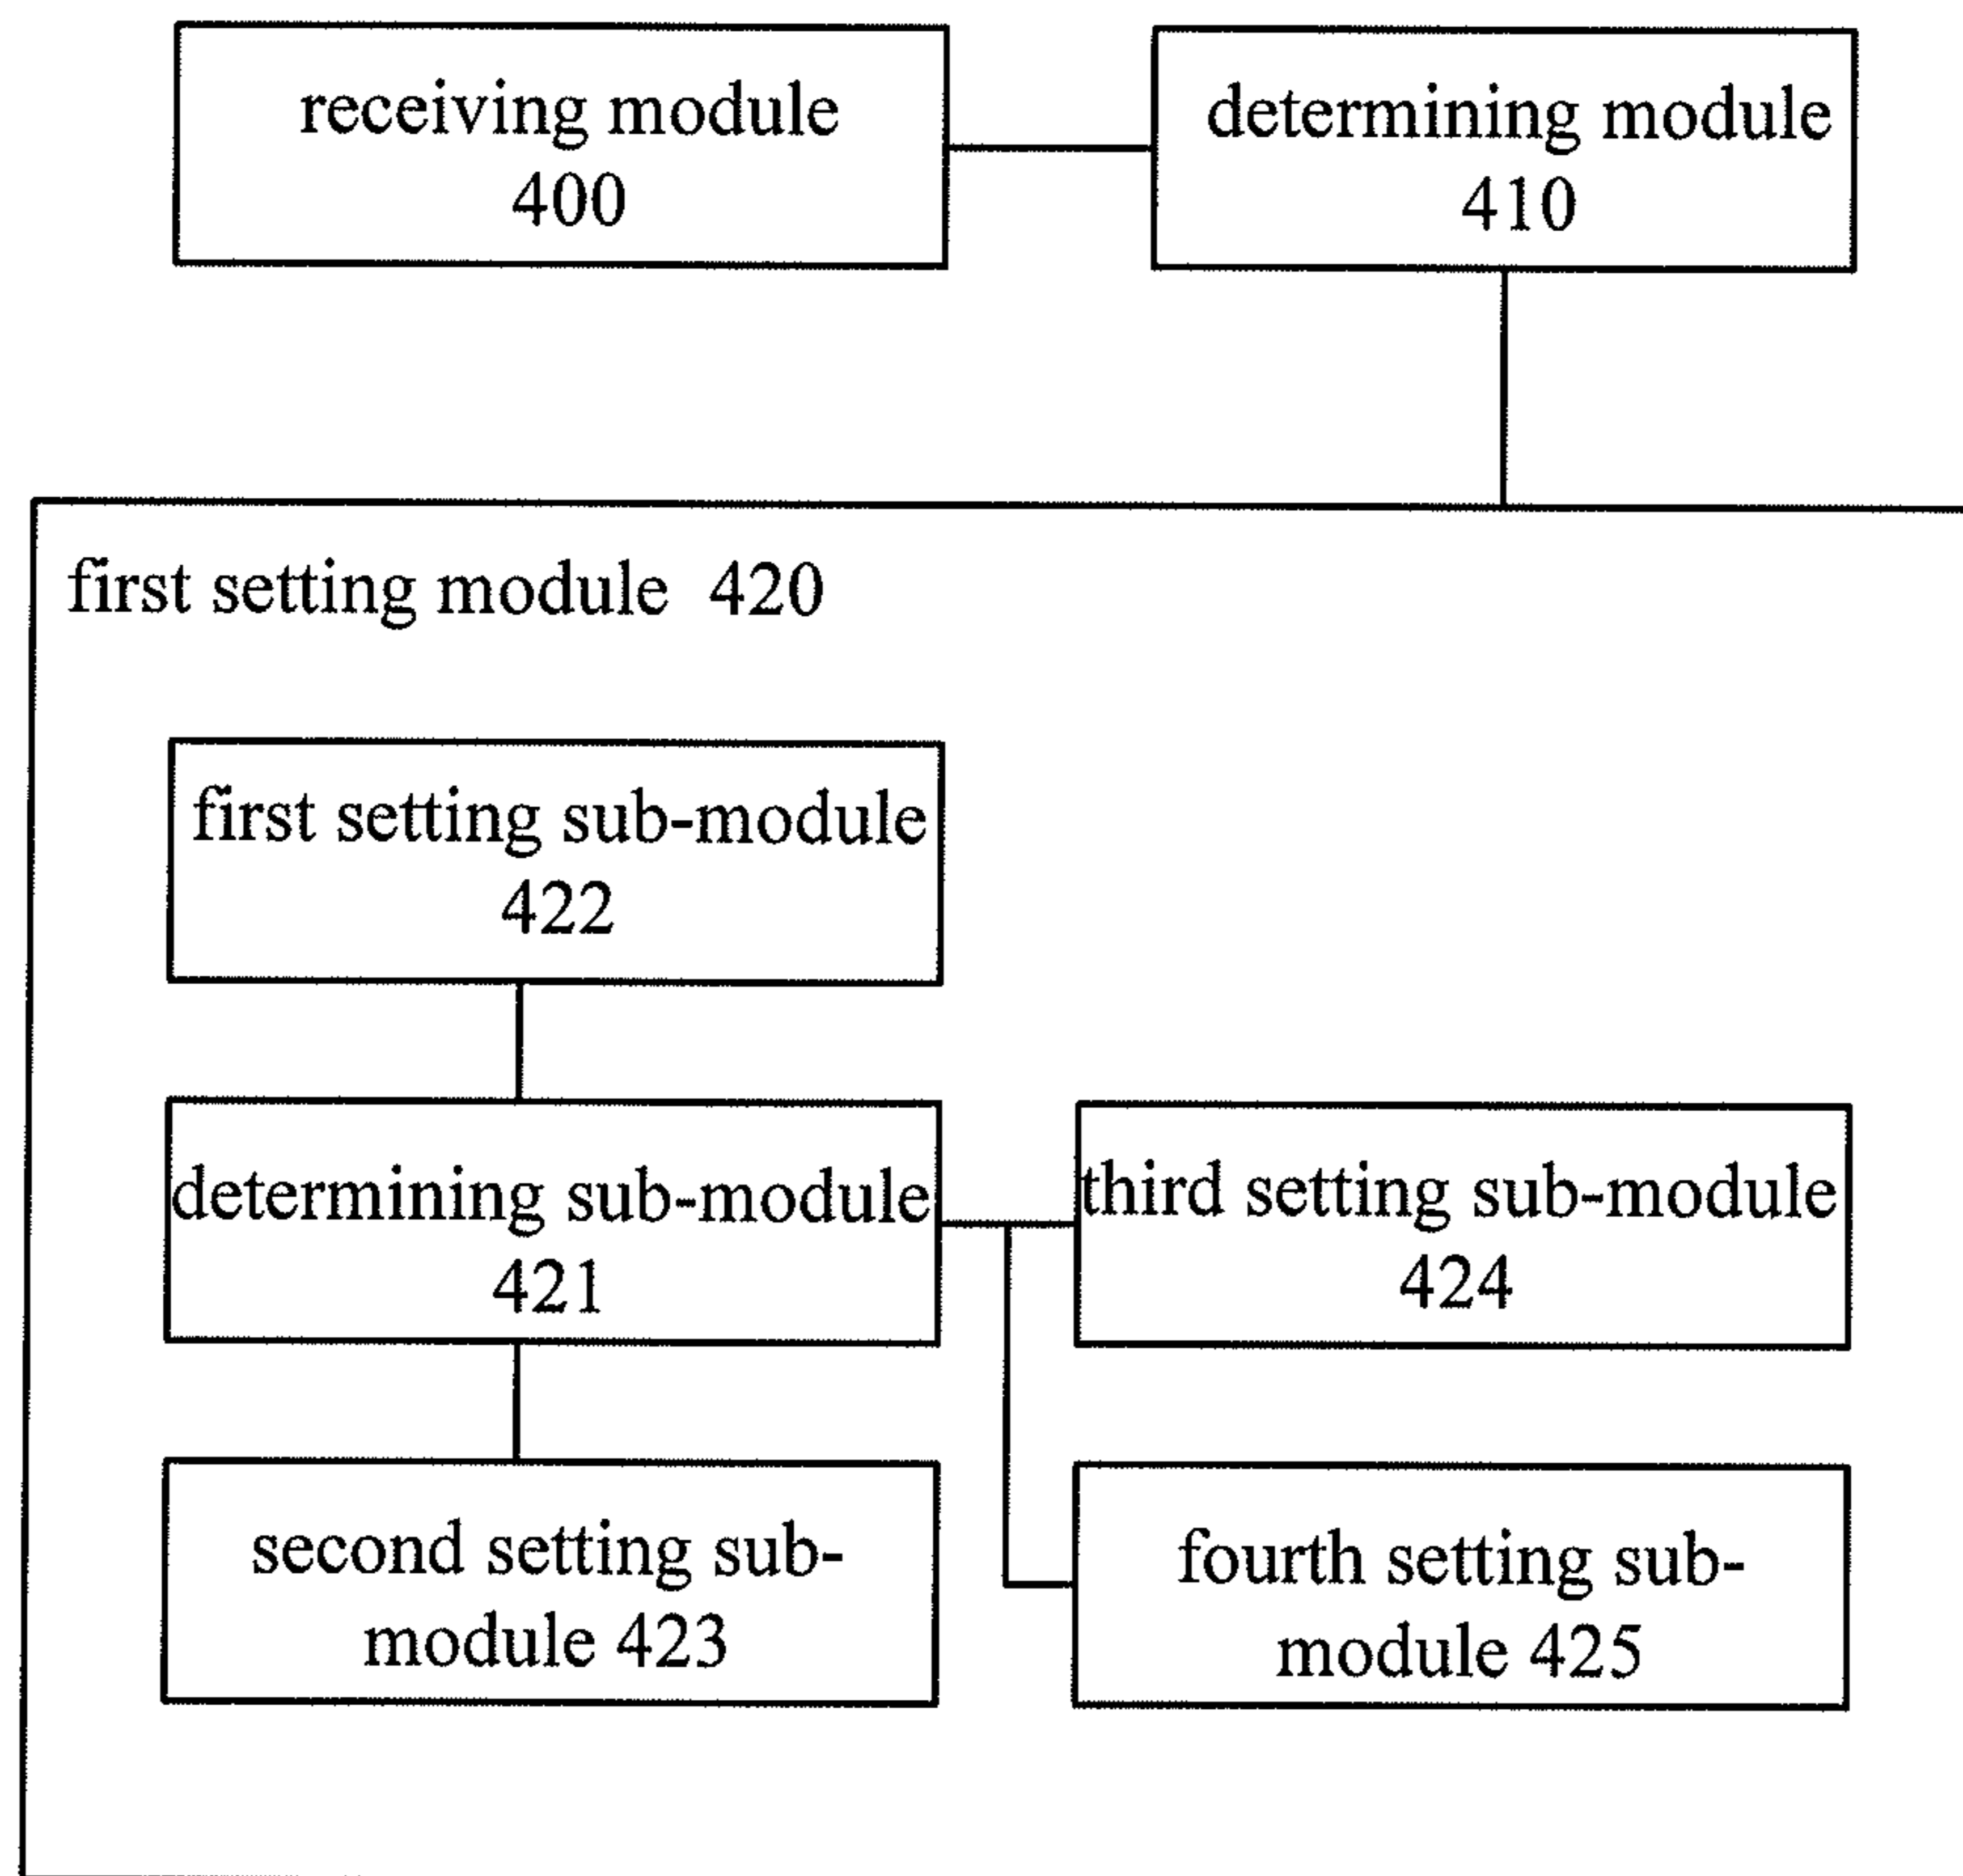 receiving module
400
determining module
410
first setting module 420
first setting sub-module
422
determining sub-module
421
third setting sub-module
424
second setting sub-
module 423
fourth setting sub-
module 425